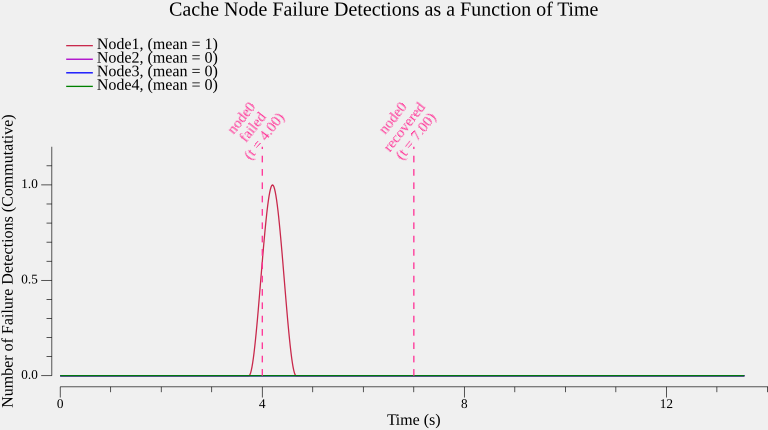 Cache Node Failure Detections as a Function of Time
Node1, (mean = 1)
Node2, (mean = 0)
Node3, (mean = 0)
Node4, (mean = 0)
node0
failed
(t = 4.00)
node0
recovered
(t = 7.00)
Number of Failure Detections (Commutative)
1.0
0.5
0.0
0
4
8
12
Time (s)